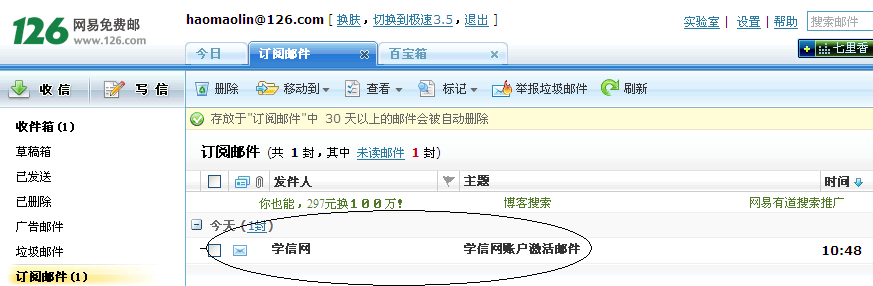 126 网易免费邮 www.126.com
haomaolin@126.com [ 换肤 , 切换到极速3.5 , 退出 ]
实验室 | 设置 | 帮助 搜索邮件
今日 订阅邮件 百宝箱
七里香
收信 写信
删除 移动到 查看 标记 举报垃圾邮件 刷新
存放于"订阅邮件"中 30 天以上的邮件会被自动删除
收件箱 (1)
草稿箱
已发送
已删除
广告邮件
垃圾邮件
订阅邮件 (1)
订阅邮件 (共 1 封,其中 未读邮件 1 封)
发件人 主题 时间
你也能, 297元换100万! 博客搜索 网易有道搜索推广
今天 (1封)
学信网 学信网账户激活邮件 10:48